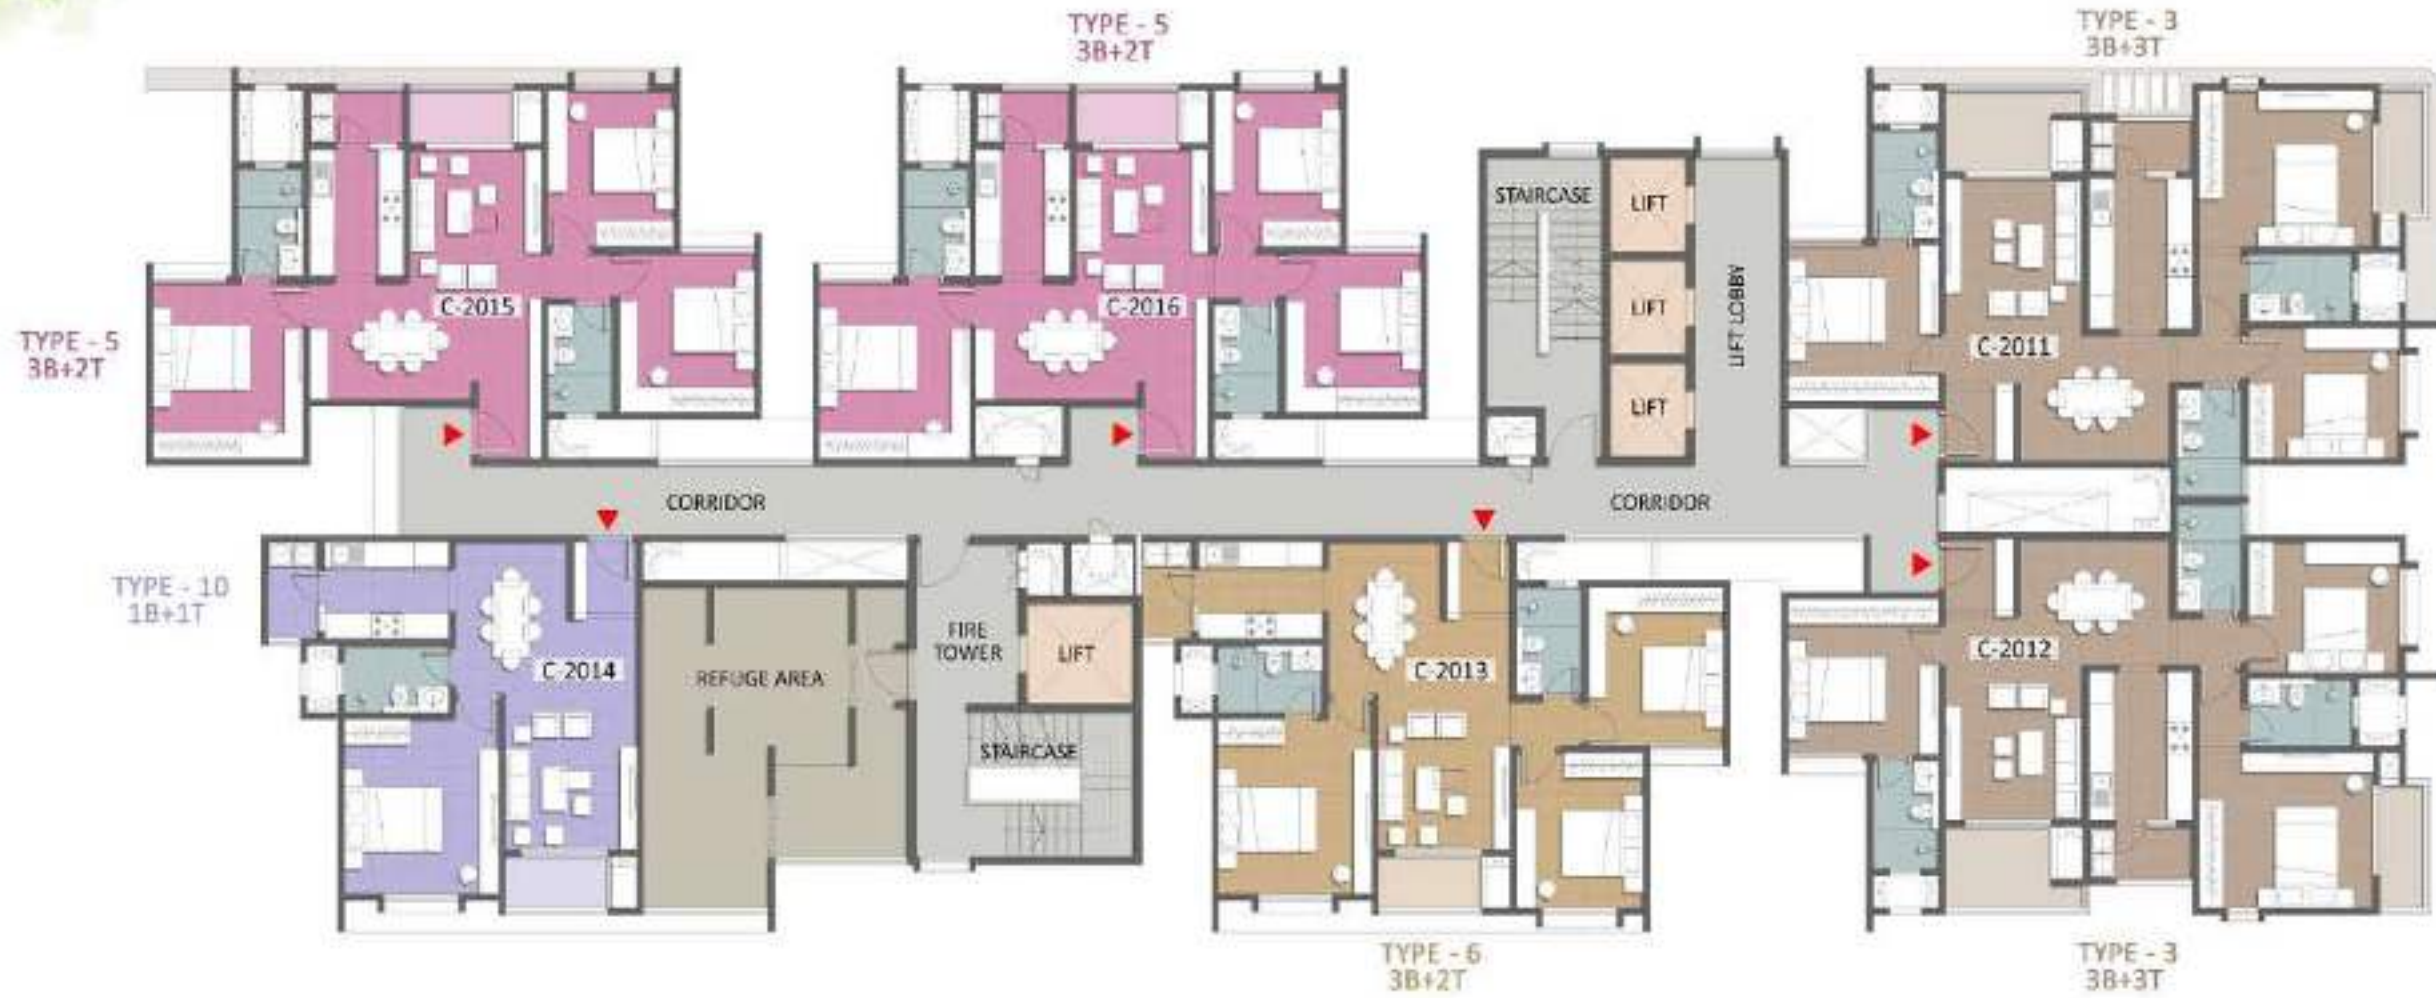 TYPE - 5
3B+2T
TYPE - 3
3B+3T
STAIRCASE
LIFT
LIFT
LIFT
LIFT LOBBY
C-2015
C-2016
C-2011
TYPE - 5
3B+2T
CORRIDOR
CORRIDOR
TYPE - 10
1B+1T
C-2014
REFUGE AREA
FIRE
TOWER
LIFT
C-2013
C-2012
STAIRCASE
TYPE - 6
3B+2T
TYPE - 3
3B+3T